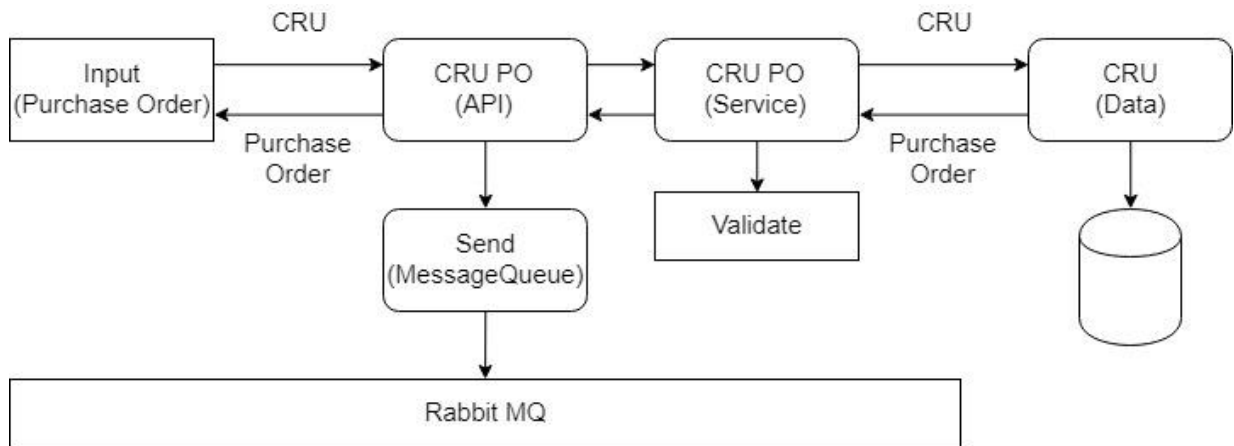 CRU
CRU
Input
(Purchase Order)
CRU PO
(API)
CRU PO
(Service)
CRU
(Data)
Purchase
Order
Purchase
Order
Validate
Send
(MessageQueue)
Rabbit MQ